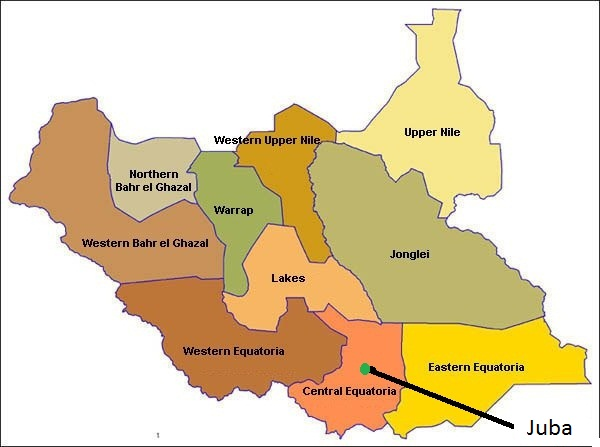 Upper Nile
Western Upper Nile
Northern
Bahr el Ghazal
Warrap
Western Bahr el Ghazal
Jonglei
Lakes
Western Equatoria
Eastern Equatoria
Central Equatoria
Juba
1